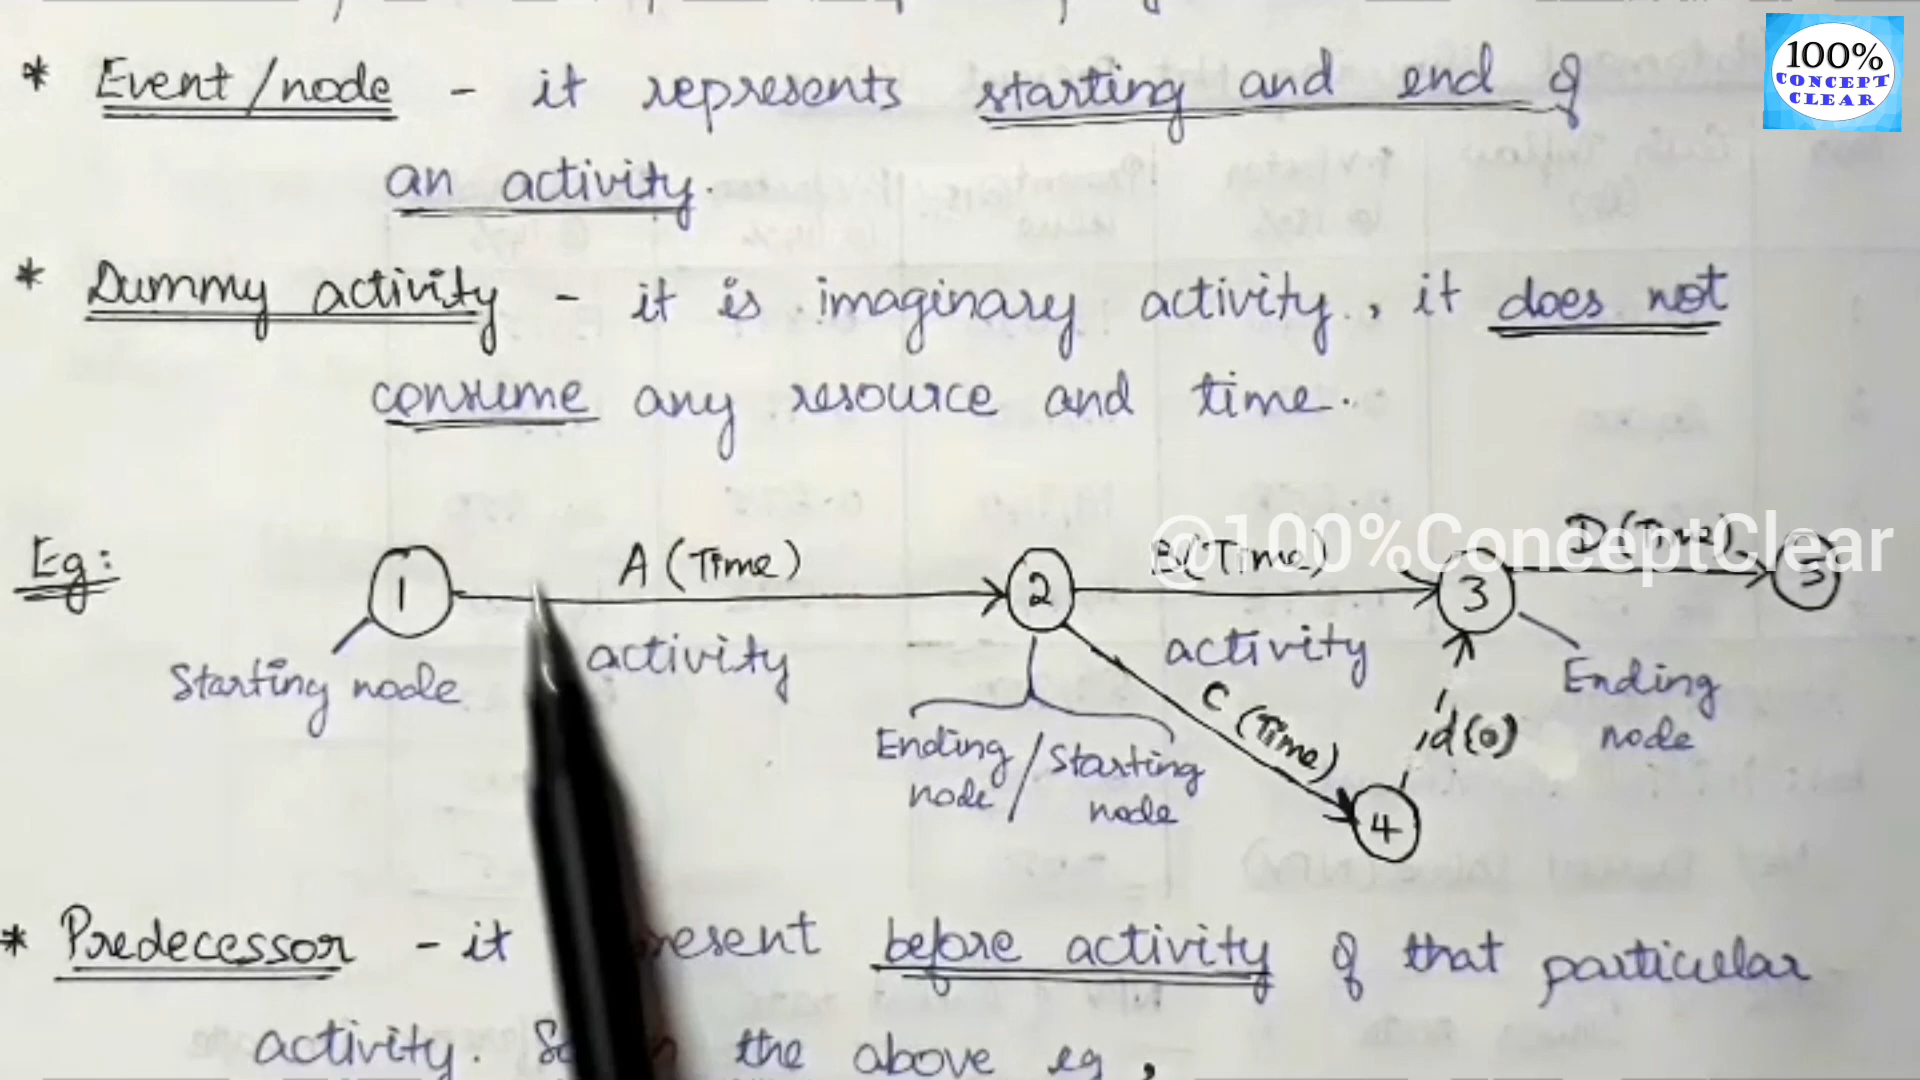 * Event/node - it represents starting and end of
an activity.
* Dummy activity - it is imaginary activity, it does not
consume any resource and time.
Eg:
1
A (Time)
activity
2
B(Time)
activity
3
D(Time)
5
Starting node
Ending node / Starting node
C (Time)
4
d(0)
Ending
node
* Predecessor - it present before activity of that particular
activity. the above eg,
100%
CONCEPT
CLEAR
@100%ConceptClear